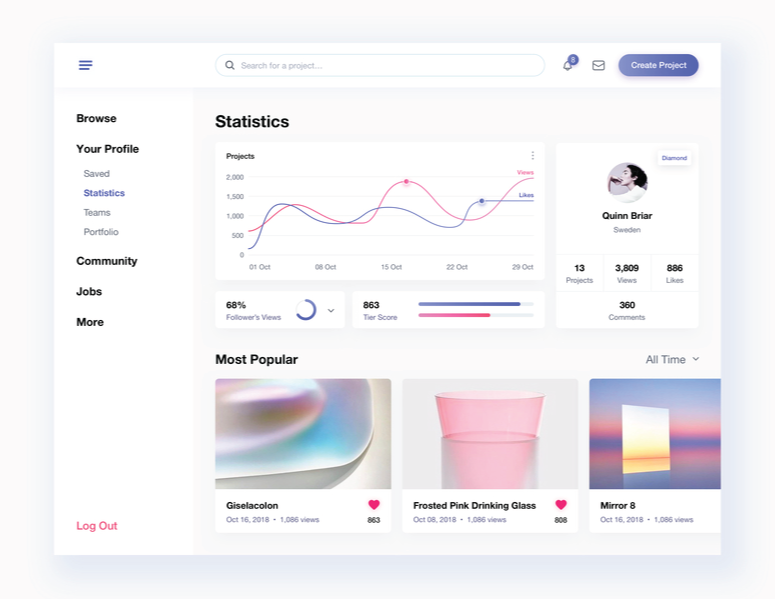 Search for a project...
8
Create Project
Browse
Your Profile
Saved
Statistics
Teams
Portfolio
Community
Jobs
More
Log Out
Statistics
Projects
Views
Likes
2,000
1,500
1,000
500
0
01 Oct 08 Oct 15 Oct 22 Oct 29 Oct
68%
Follower's Views
863
Tier Score
Diamond
Quinn Briar
Sweden
13 3,809 886
Projects Views Likes
360
Comments
Most Popular
All Time
Giselacolon
Oct 16, 2018 • 1,086 views
863
Frosted Pink Drinking Glass
Oct 08, 2018 • 1,086 views
808
Mirror 8
Oct 16, 2018 • 1,086 views